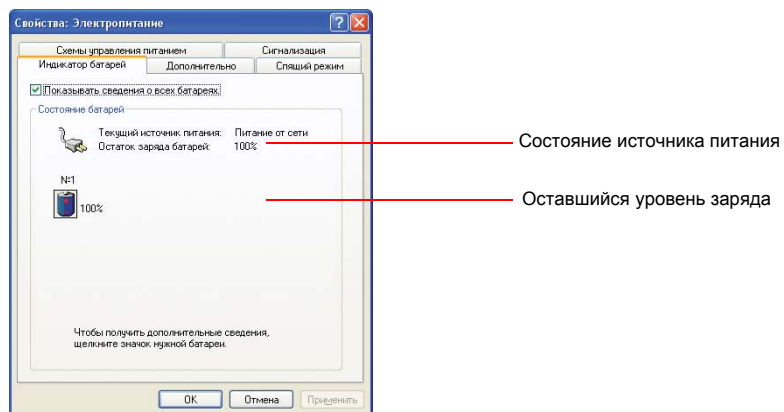 Свойства: Электропитание
Схемы управления питанием
Сигнализация
Индикатор батарей
Дополнительно
Спящий режим
Показывать сведения о всех батареях.
Состояние батарей
Текущий источник питания: Питание от сети
Остаток заряда батарей: 100%
Состояние источника питания
№1
100%
Оставшийся уровень заряда
Чтобы получить дополнительные сведения,
щелкните значок нужной батареи.
OK
Отмена
Применить